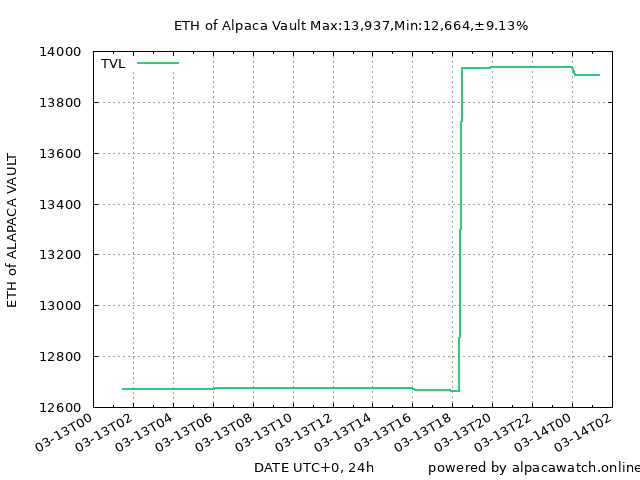 ETH of Alpaca Vault Max:13,937,Min:12,664,±9.13%
TVL
14000
13800
13600
13400
13200
13000
12800
12600
ETH of ALAPACA VAULT
03-13T00
03-13T02
03-13T04
03-13T06
03-13T08
03-13T10
03-13T12
03-13T14
03-13T16
03-13T18
03-13T20
03-13T22
03-14T00
03-14T02
DATE UTC+0, 24h
powered by alpacawatch.online